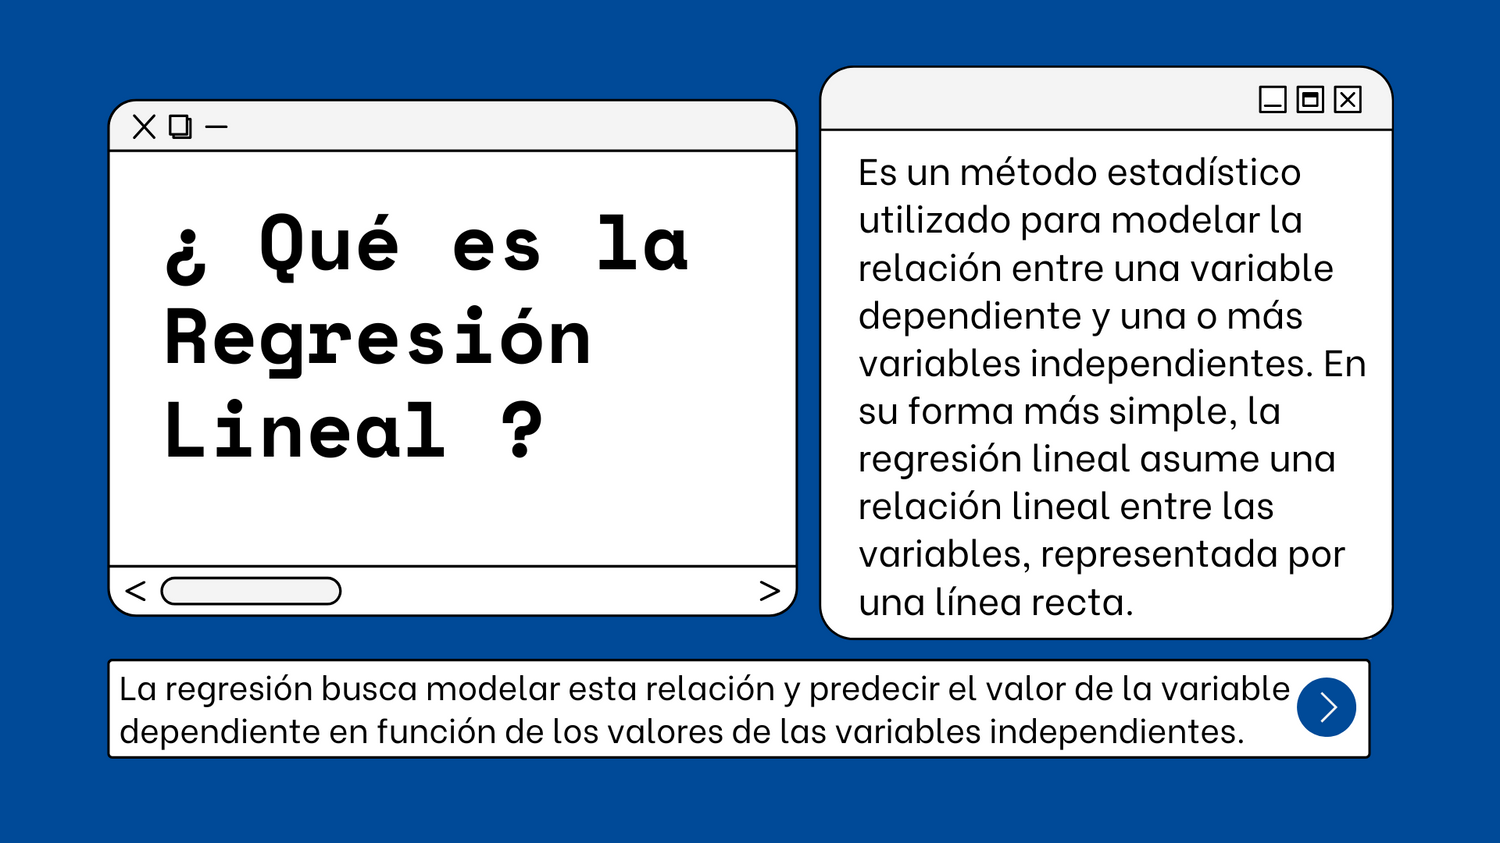 ¿ Qué es la
Regresión
Lineal ?
Es un método estadístico
utilizado para modelar la
relación entre una variable
dependiente y una o más
variables independientes. En
su forma más simple, la
regresión lineal asume una
relación lineal entre las
variables, representada por
una línea recta.
La regresión busca modelar esta relación y predecir el valor de la variable
dependiente en función de los valores de las variables independientes.